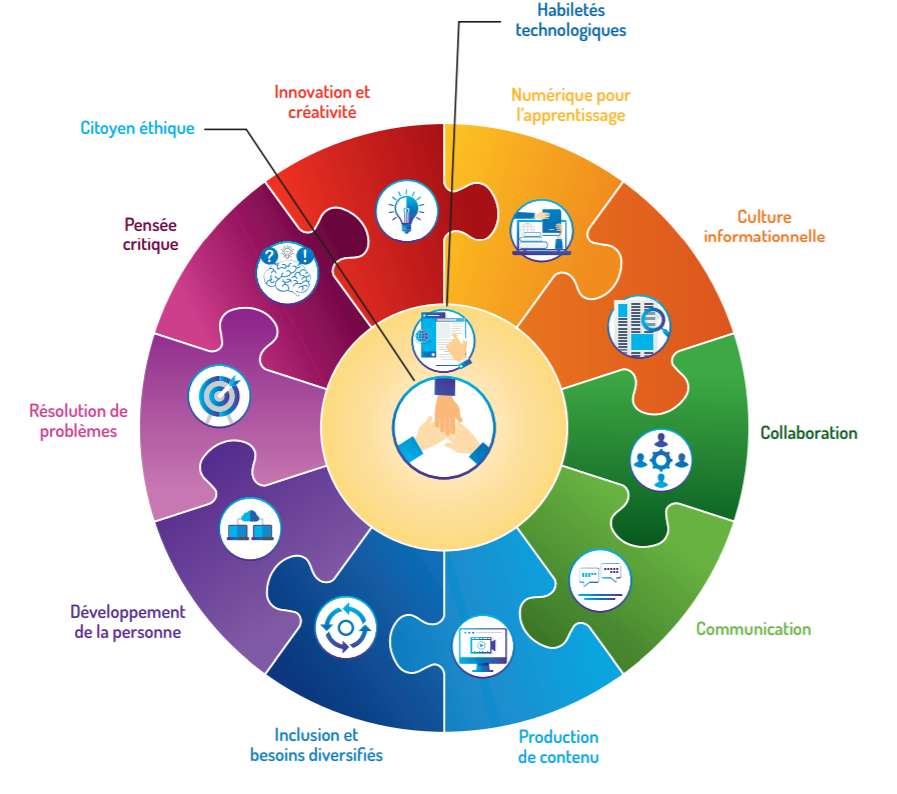 Habiletés
technologiques
Innovation et
créativité
Numérique pour
l'apprentissage
Citoyen éthique
Pensée
critique
Culture
informationnelle
?
!
Résolution de
problèmes
Collaboration
Développement
de la personne
Communication
Inclusion et
besoins diversifiés
Production
de contenu